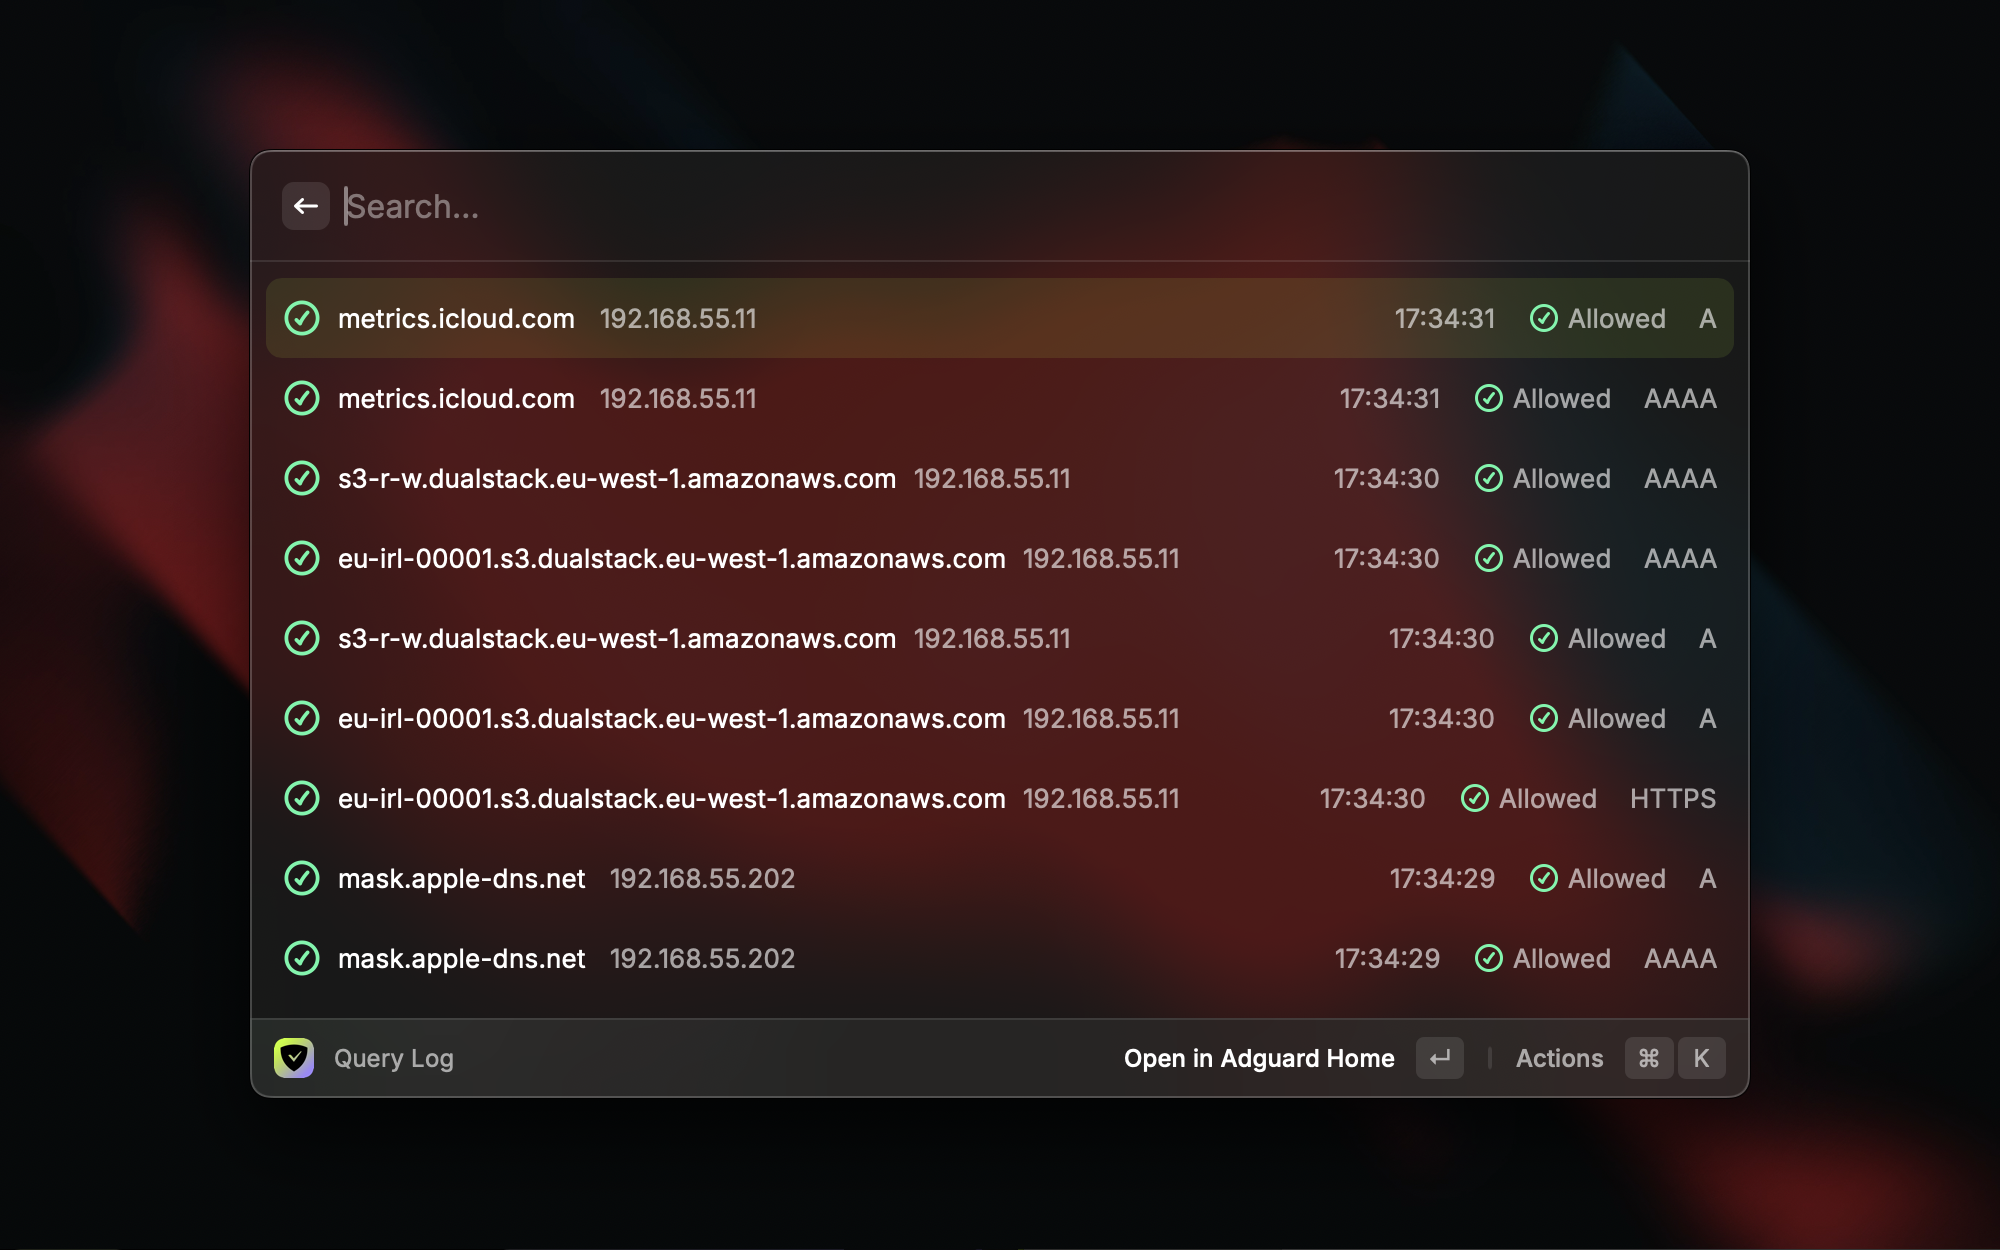 Search...
metrics.icloud.com 192.168.55.11 17:34:31 Allowed A
metrics.icloud.com 192.168.55.11 17:34:31 Allowed AAAA
s3-r-w.dualstack.eu-west-1.amazonaws.com 192.168.55.11 17:34:30 Allowed AAAA
eu-irl-00001.s3.dualstack.eu-west-1.amazonaws.com 192.168.55.11 17:34:30 Allowed AAAA
s3-r-w.dualstack.eu-west-1.amazonaws.com 192.168.55.11 17:34:30 Allowed A
eu-irl-00001.s3.dualstack.eu-west-1.amazonaws.com 192.168.55.11 17:34:30 Allowed A
eu-irl-00001.s3.dualstack.eu-west-1.amazonaws.com 192.168.55.11 17:34:30 Allowed HTTPS
mask.apple-dns.net 192.168.55.202 17:34:29 Allowed A
mask.apple-dns.net 192.168.55.202 17:34:29 Allowed AAAA
Query Log Open in Adguard Home ↵ Actions ⌘ K